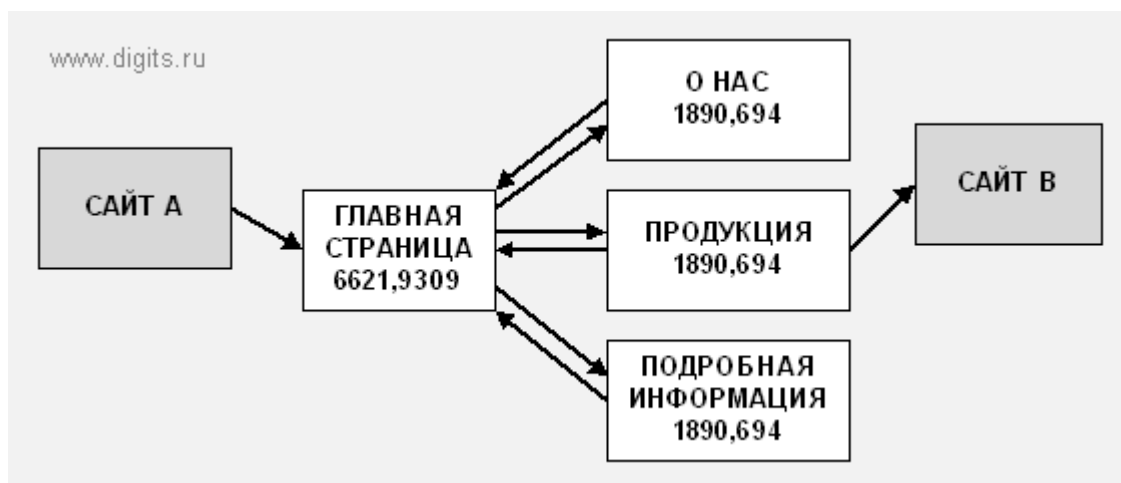 www.digits.ru
О НАС
1890,694
САЙТ А
ГЛАВНАЯ
СТРАНИЦА
6621,9309
ПРОДУКЦИЯ
1890,694
САЙТ В
ПОДРОБНАЯ
ИНФОРМАЦИЯ
1890,694